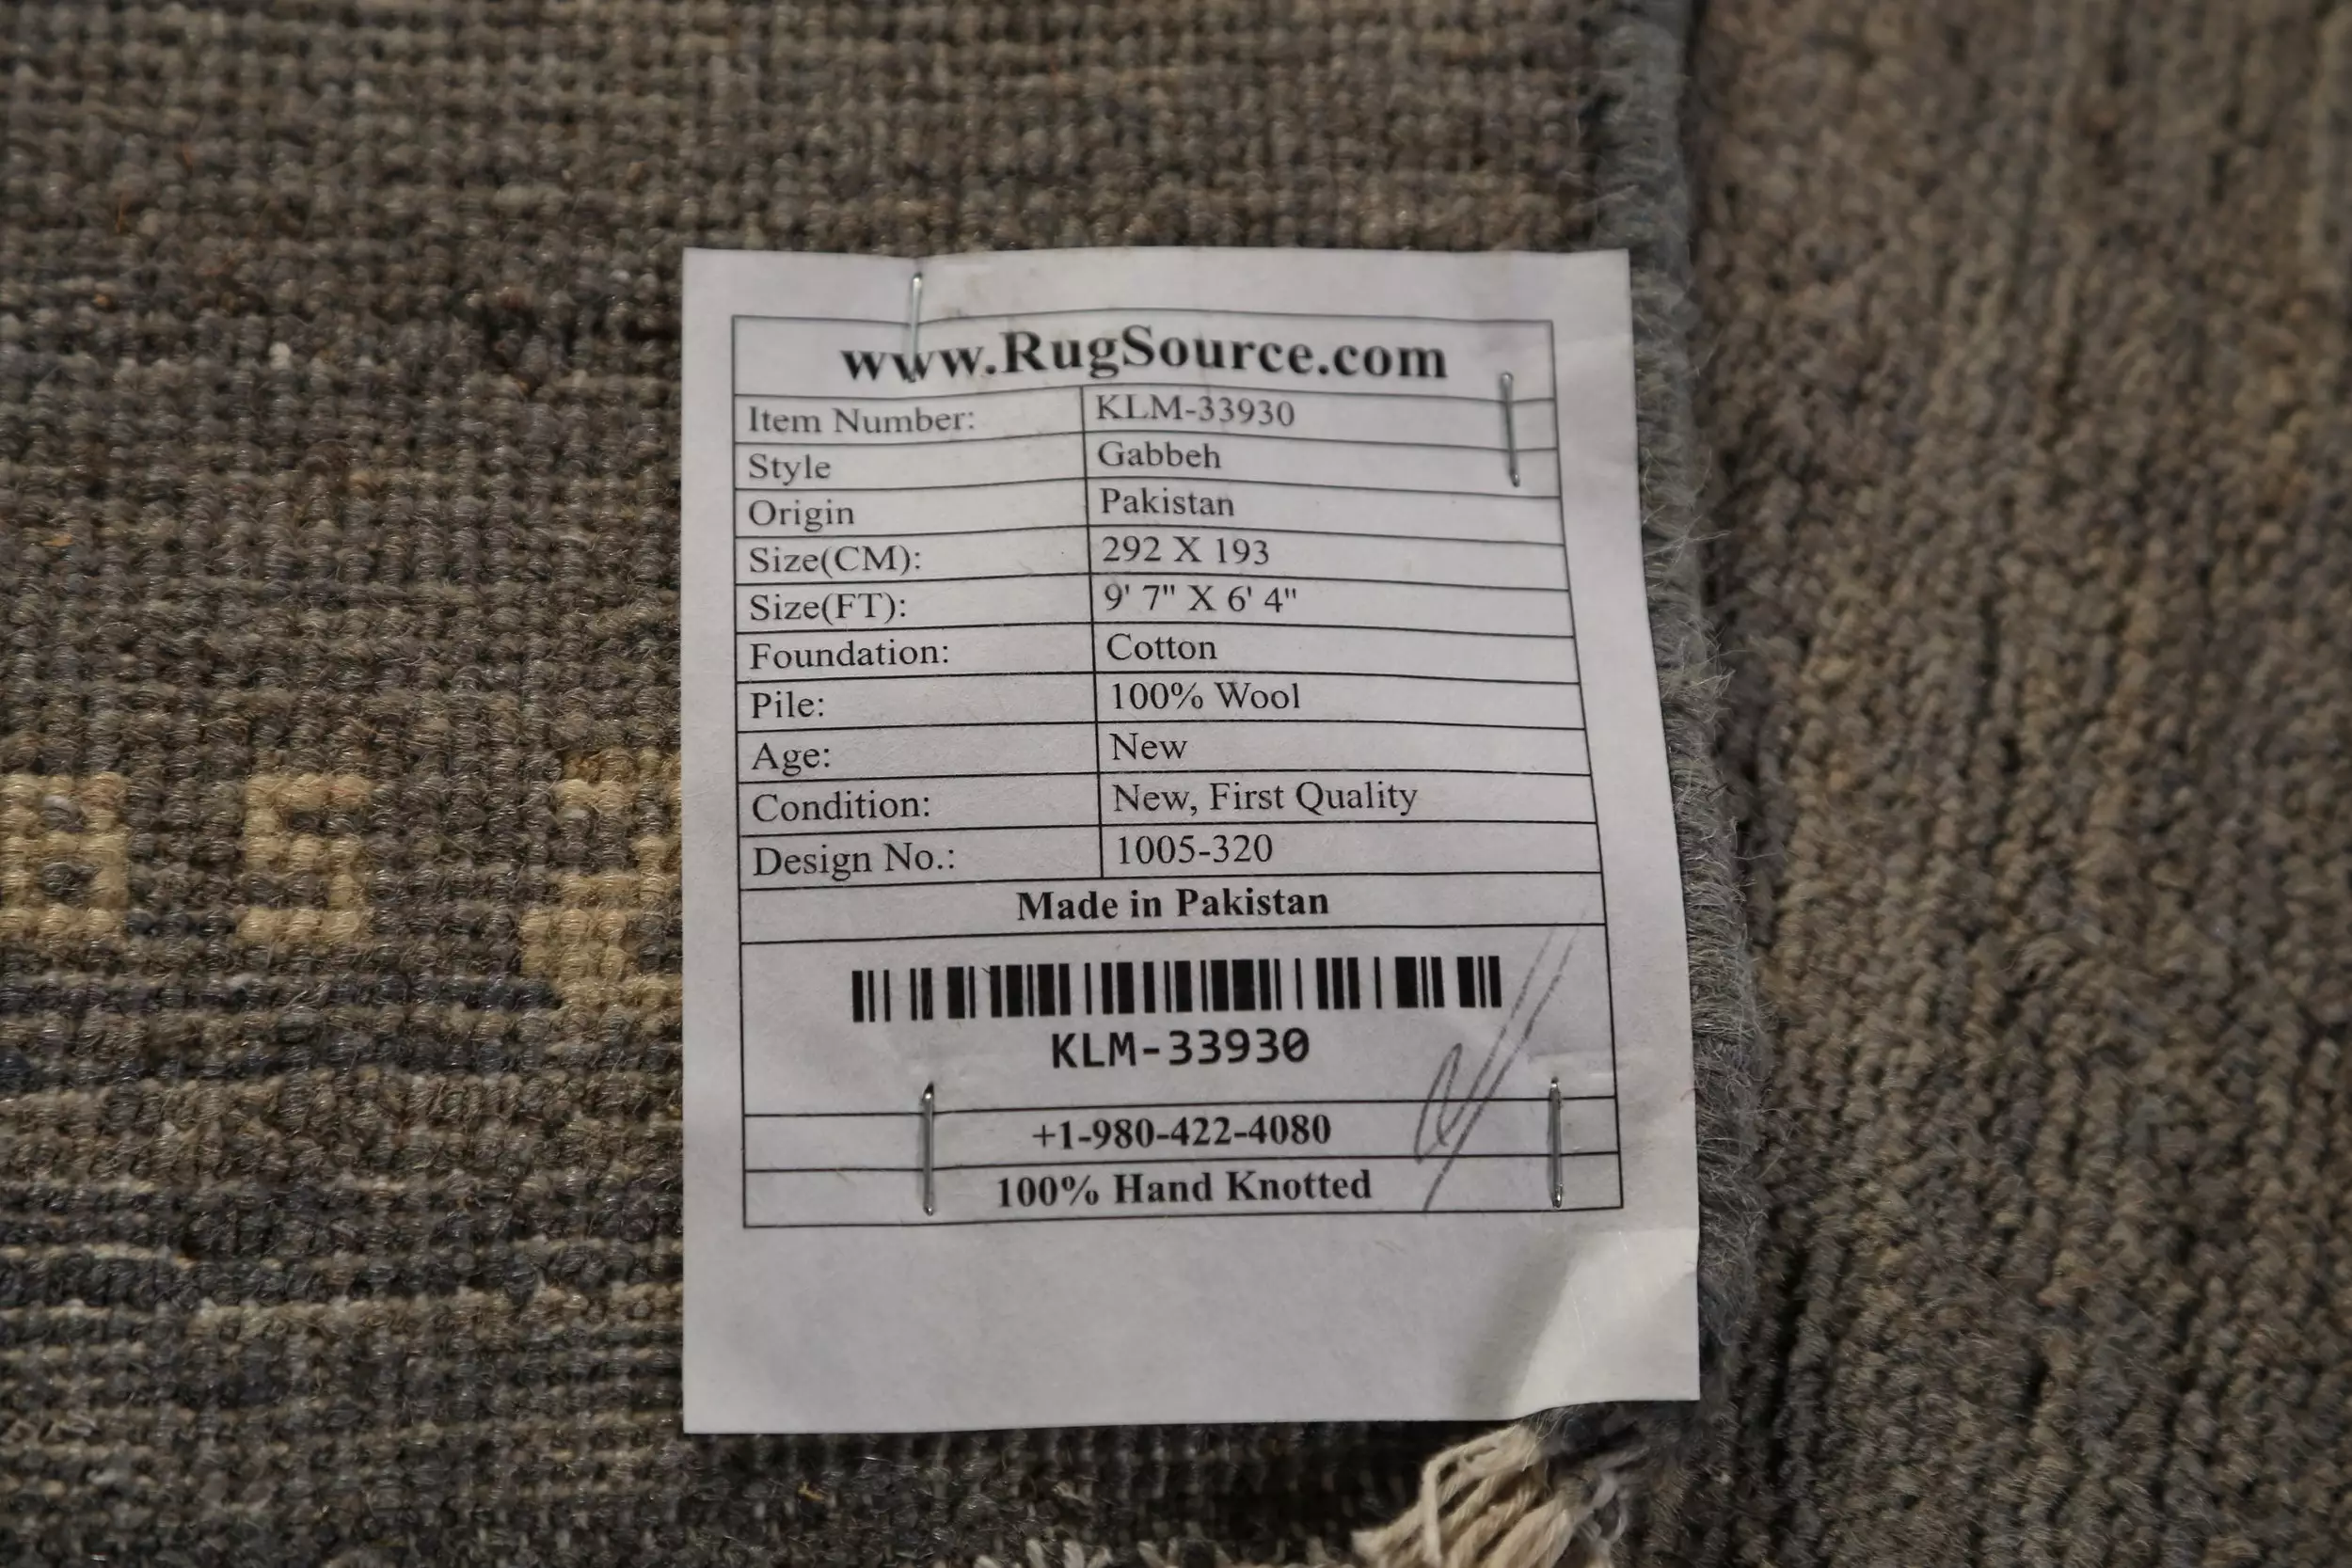 www.RugSource.com
Item Number: KLM-33930
Style Gabbeh
Origin Pakistan
Size(CM): 292 X 193
Size(FT): 9' 7" X 6' 4"
Foundation: Cotton
Pile: 100% Wool
Age: New
Condition: New, First Quality
Design No.: 1005-320
Made in Pakistan
KLM-33930
+1-980-422-4080
100% Hand Knotted